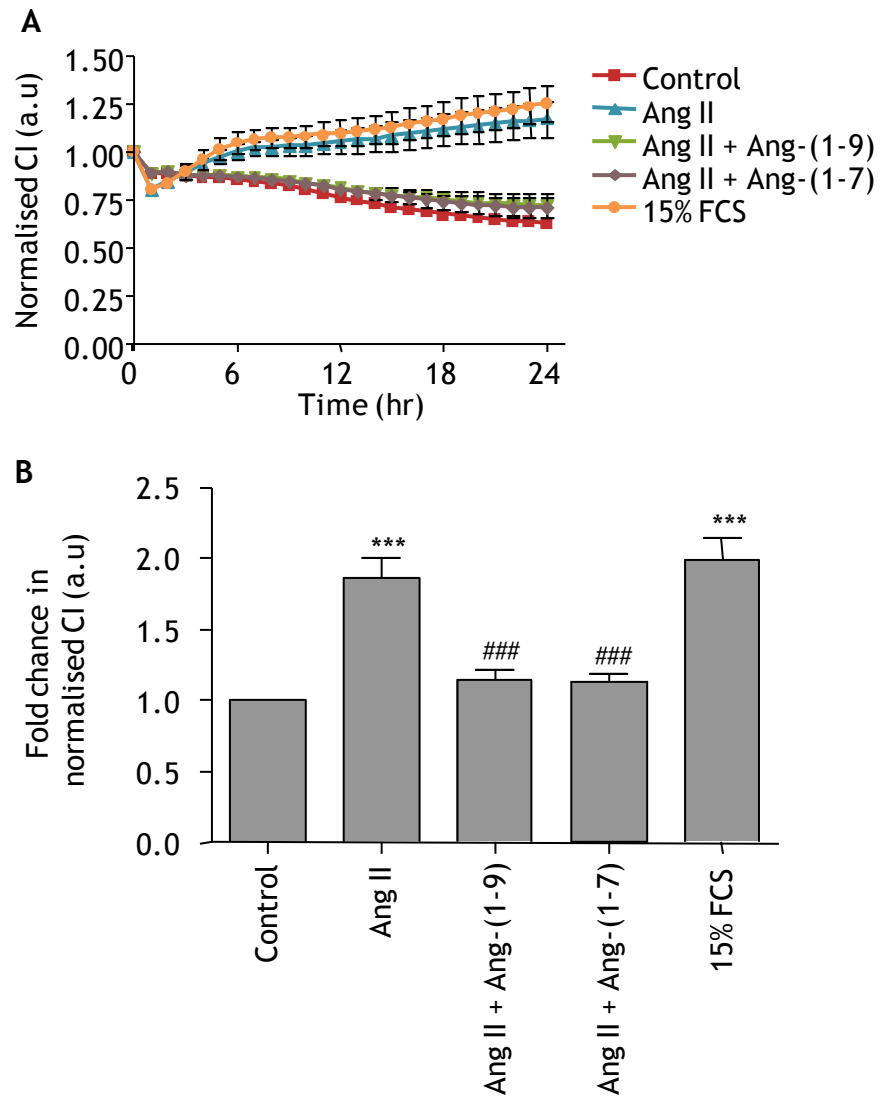 A
Normalised CI (a.u)
1.50
1.25
1.00
0.75
0.50
0.25
0.00
0
6
12
18
24
Time (hr)
Control
Ang II
Ang II + Ang-(1-9)
Ang II + Ang-(1-7)
15% FCS
B
Fold chance in
normalised CI (a.u)
2.5
2.0
1.5
1.0
0.5
0.0
***
###
###
***
Control
Ang II
Ang II + Ang-(1-9)
Ang II + Ang-(1-7)
15% FCS